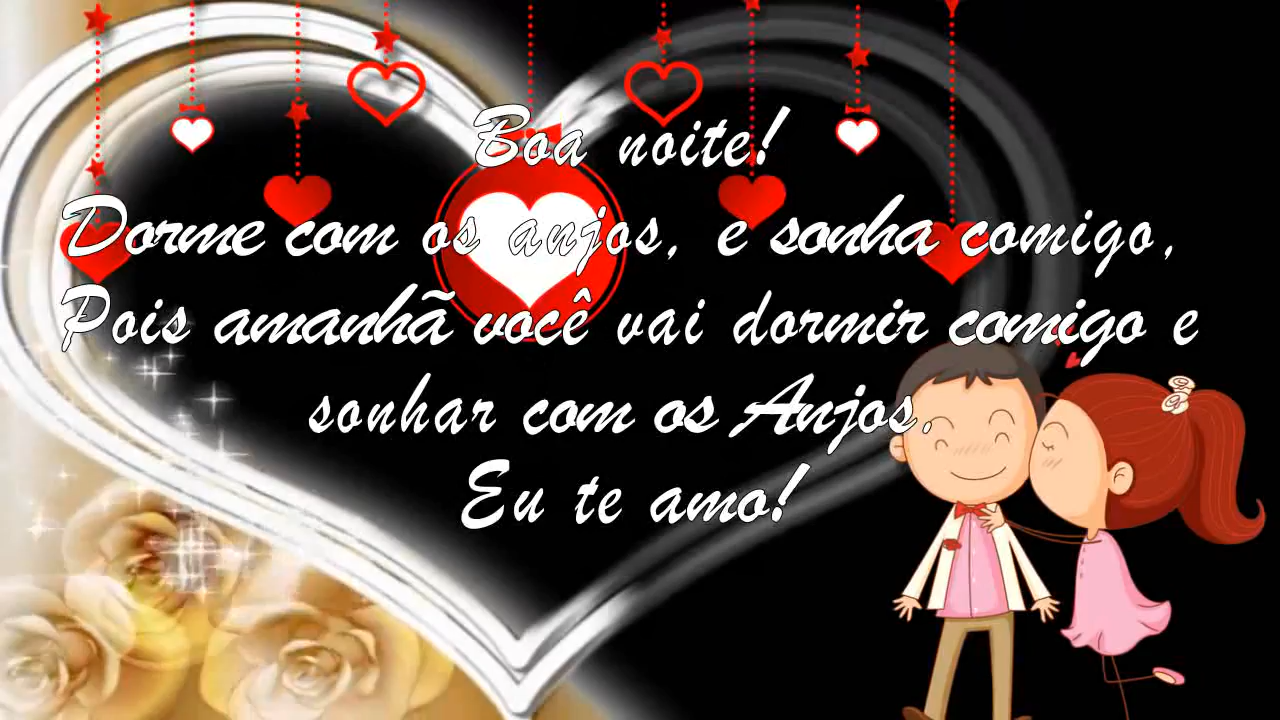 Boa noite!
Dorme com os anjos, e sonha comigo,
Pois amanhã você vai dormir comigo e
sonhar com os Anjos.
Eu te amo!